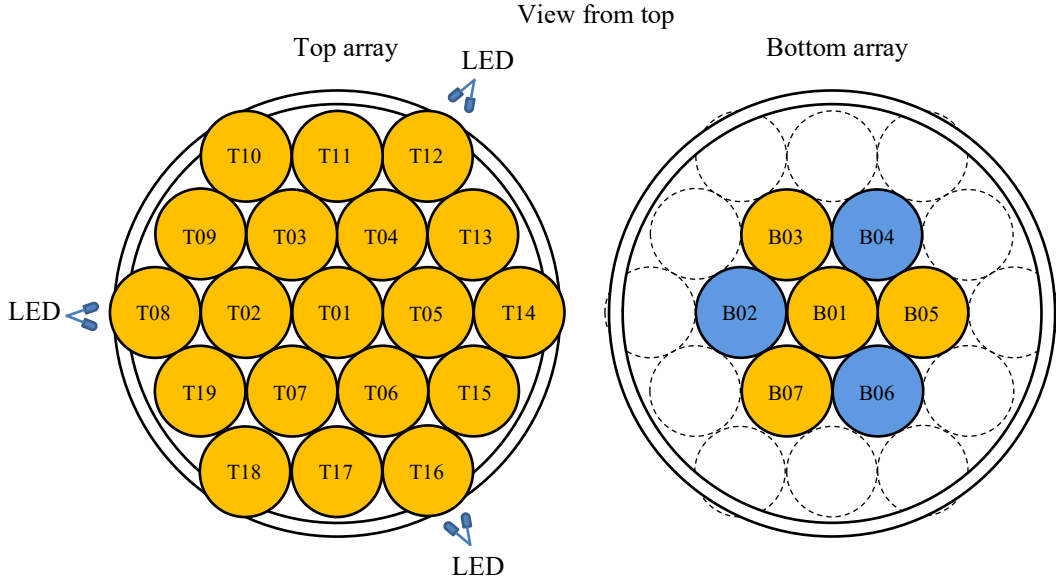 View from top
Top array
Bottom array
LED
T10 T11 T12
T09 T03 T04 T13
B03 B04
LED
T08 T02 T01 T05 T14
B02 B01 B05
T19 T07 T06 T15
B07 B06
T18 T17 T16
LED